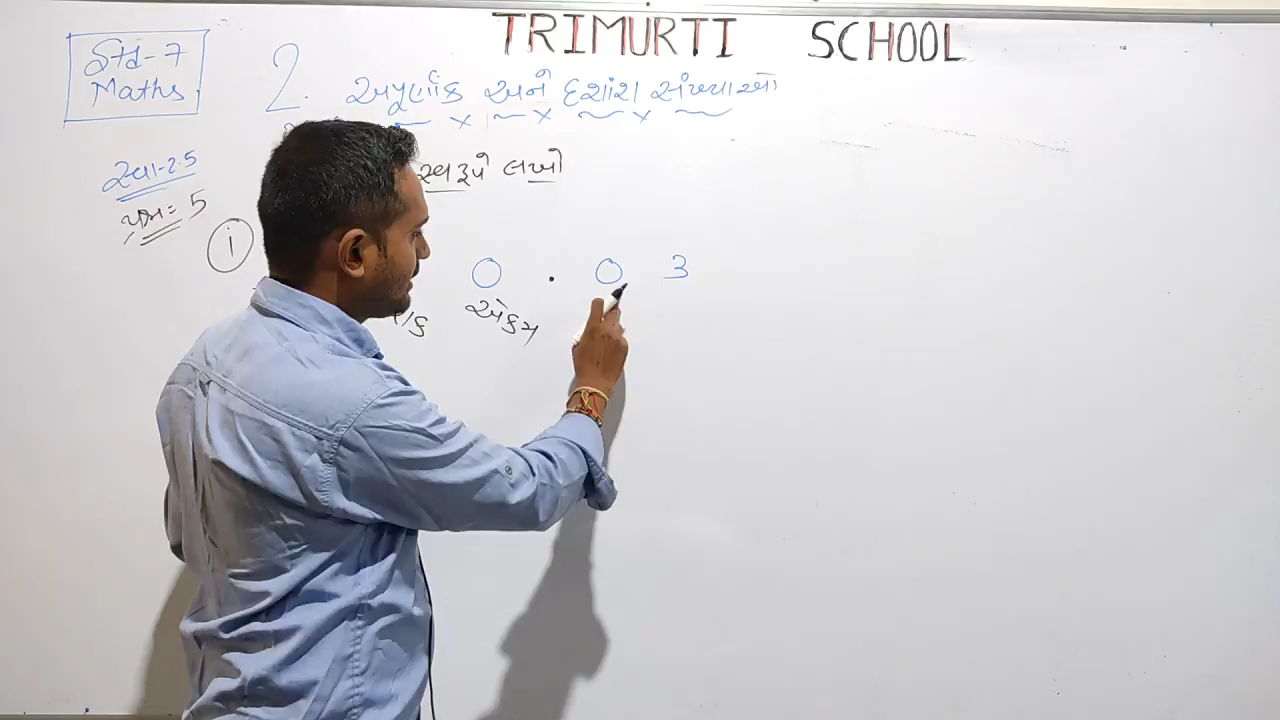 TRIMURTI SCHOOL
Std-7
Maths
2. અપૂર્ણાંક અને દશાંશ સંખ્યાઓ
સ્વા-2.5
સ્વરૂપે લખો
પ્રશ્ન = 5
i
0 . 0 3
એકમ